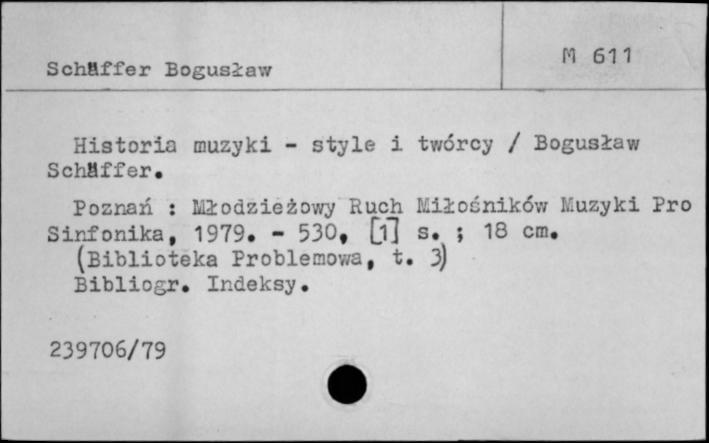 M 611
Schäffer Bogusław
Historia muzyki - style i twórcy / Bogusław
Schäffer.
Poznań : Młodzieżowy Ruch Miłośników Muzyki Pro
Sinfonika, 1979. - 530, [1] s. ; 18 cm.
(Biblioteka Problemowa, t. 3)
Bibliogr. Indeksy.
239706/79